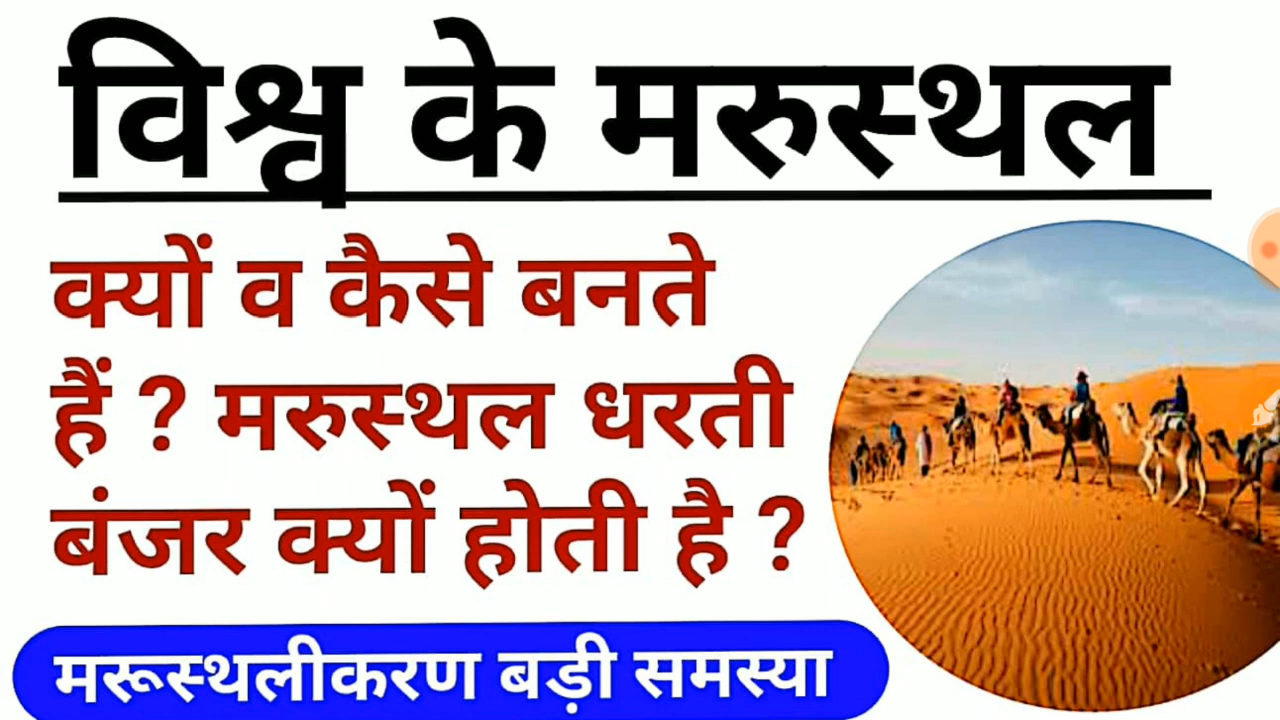 विश्व के मरुस्थल
क्यों व कैसे बनते
हैं ? मरुस्थल धरती
बंजर क्यों होती है ?
मरूस्थलीकरण बड़ी समस्या